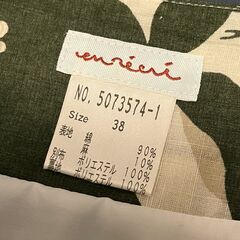 en récré
NO. 5073574-1
Size 38
表地 綿 90%
麻 10%
別布 ポリエステル 100%
裏地 ポリエステル 100%